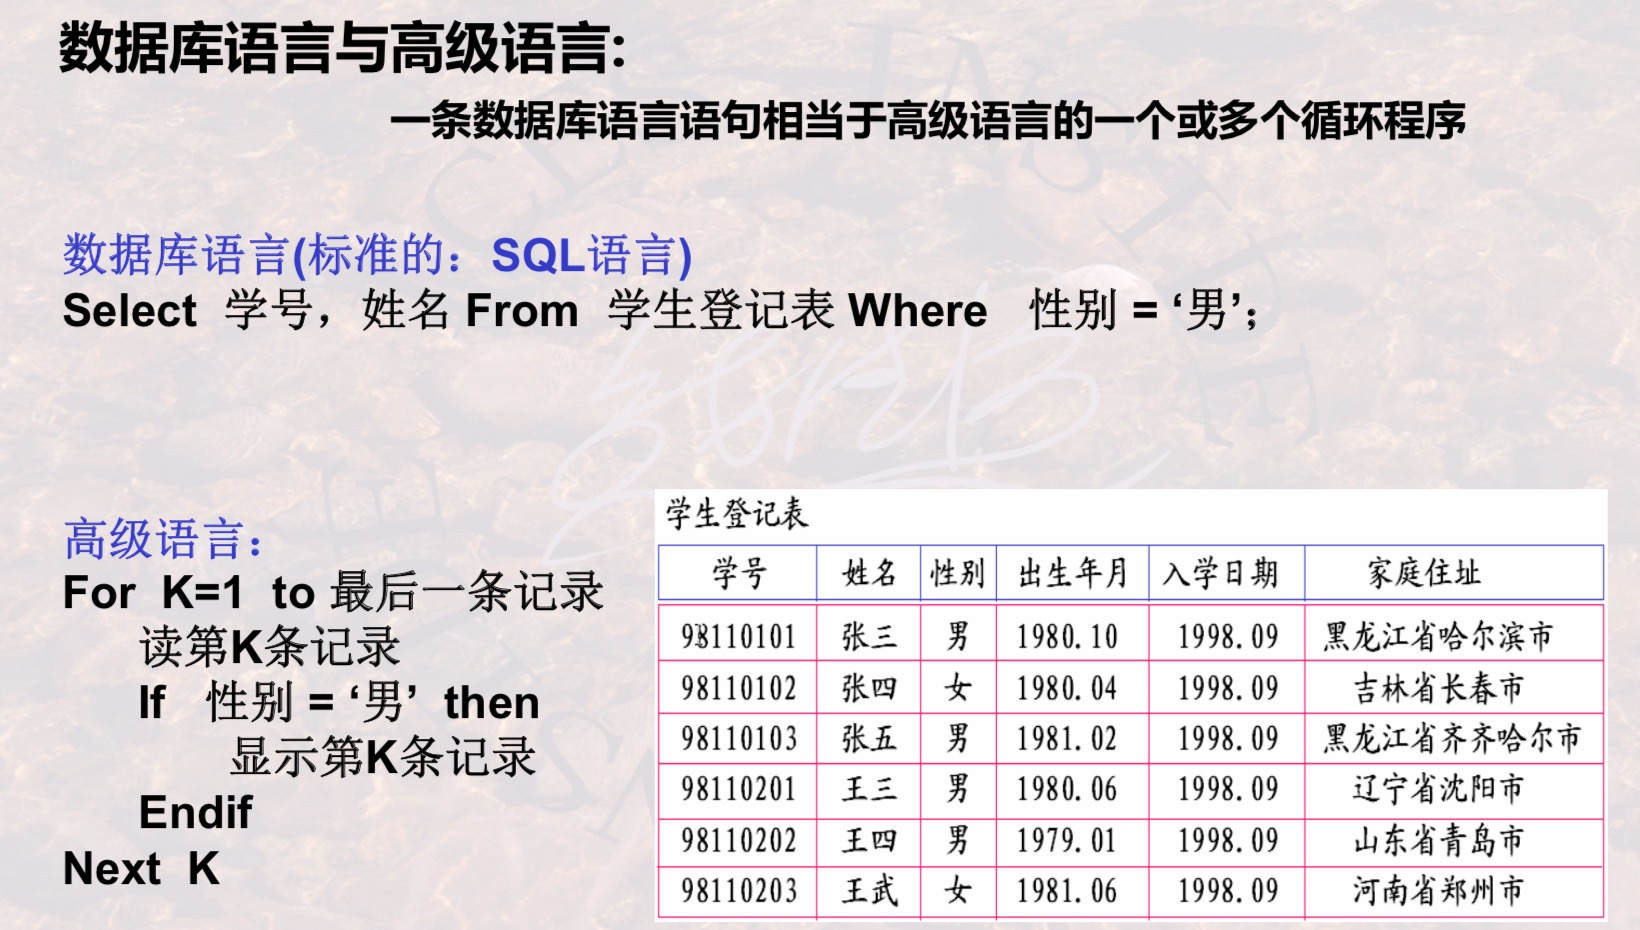 数据库语言与高级语言:
一条数据库语言语句相当于高级语言的一个或多个循环程序
数据库语言(标准的：SQL语言)
Select 学号，姓名 From 学生登记表 Where 性别 = ‘男’;
高级语言：
For K=1 to 最后一条记录
读第K条记录
If 性别 = ‘男’ then
显示第K条记录
Endif
Next K
学生登记表
学号 姓名 性别 出生年月 入学日期 家庭住址
98110101 张三 男 1980.10 1998.09 黑龙江省哈尔滨市
98110102 张四 女 1980.04 1998.09 吉林省长春市
98110103 张五 男 1981.02 1998.09 黑龙江省齐齐哈尔市
98110201 王三 男 1980.06 1998.09 辽宁省沈阳市
98110202 王四 男 1979.01 1998.09 山东省青岛市
98110203 王武 女 1981.06 1998.09 河南省郑州市